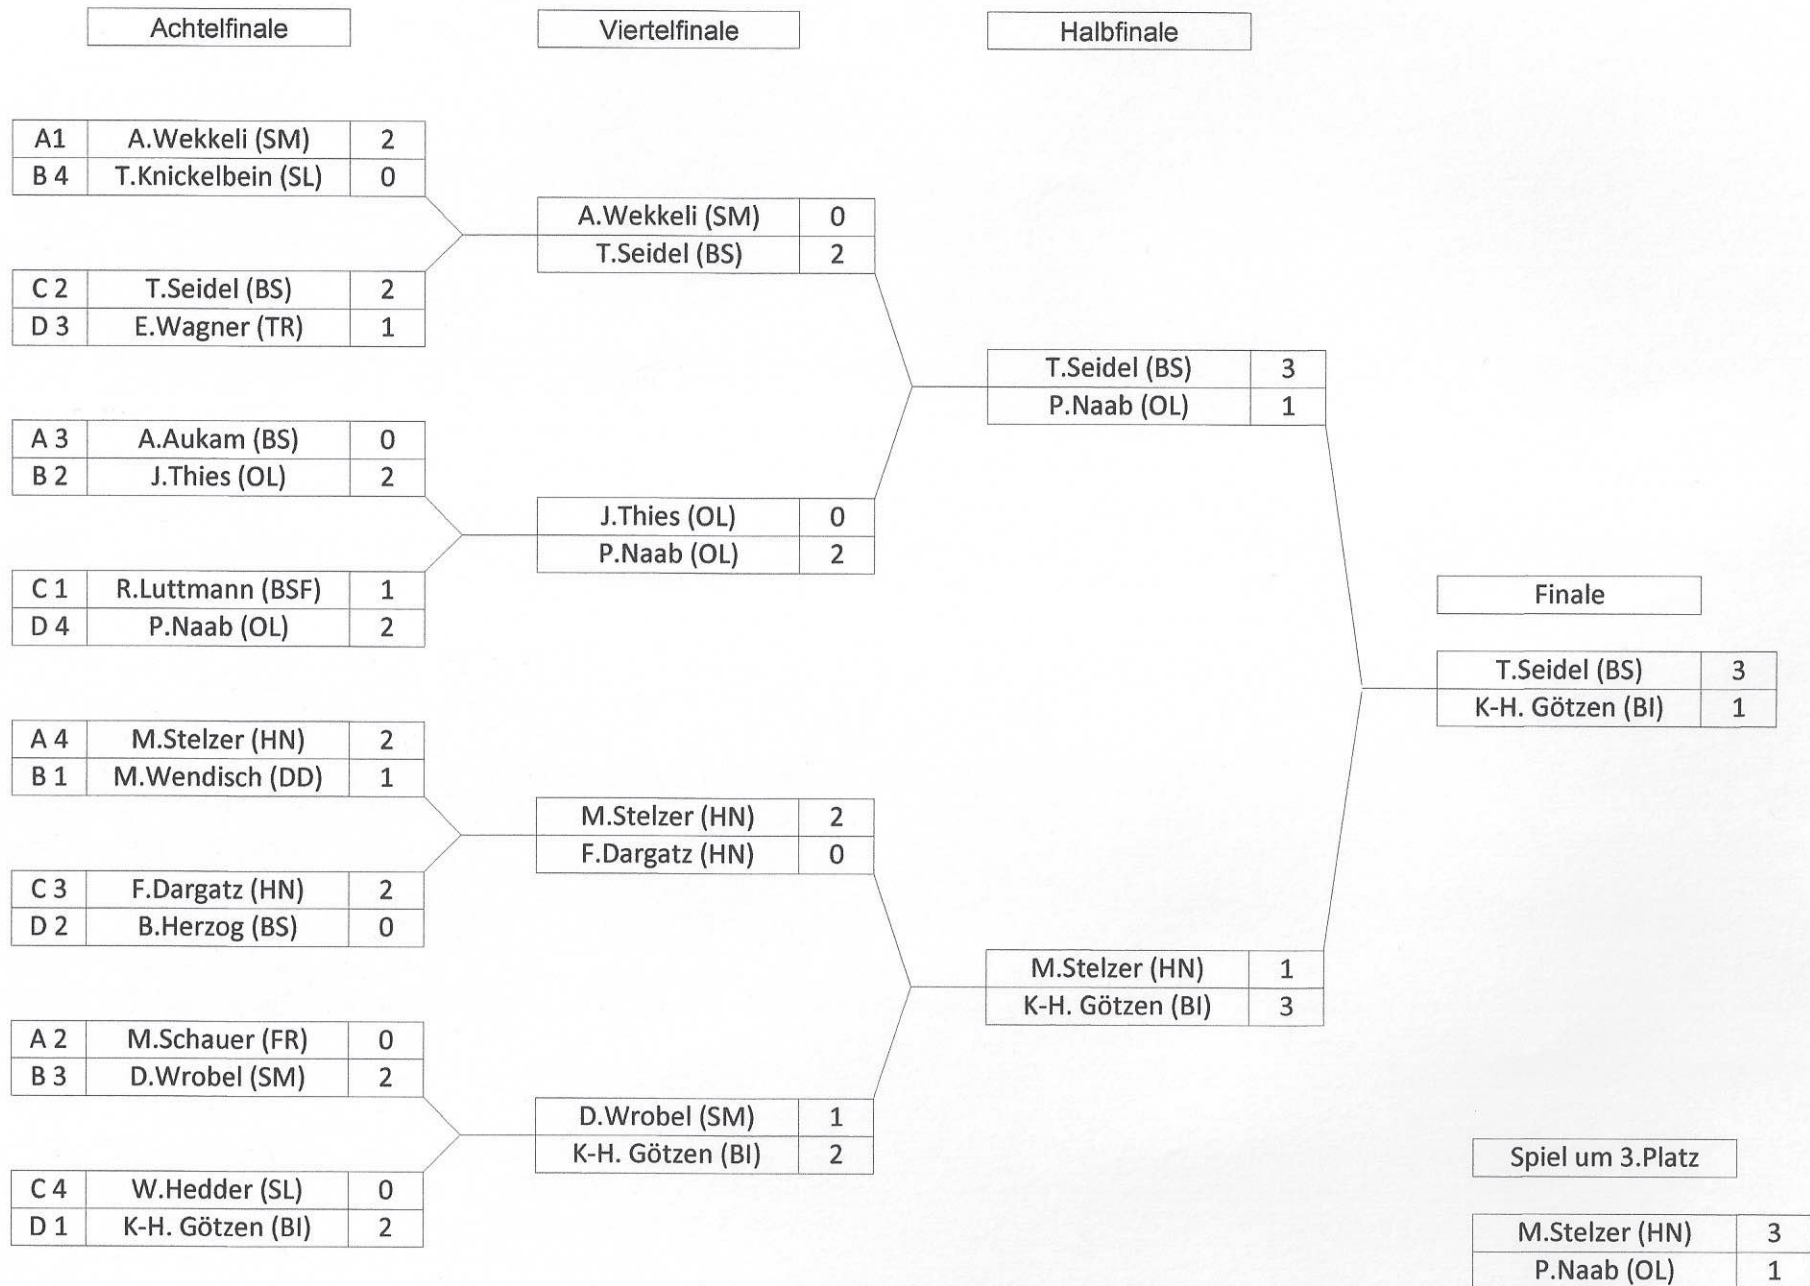 Achtelfinale
Viertelfinale
Halbfinale
A1 A.Wekkeli (SM) 2
B 4 T.Knickelbein (SL) 0
C 2 T.Seidel (BS) 2
D 3 E.Wagner (TR) 1
A 3 A.Aukam (BS) 0
B 2 J.Thies (OL) 2
C 1 R.Luttmann (BSF) 1
D 4 P.Naab (OL) 2
A 4 M.Stelzer (HN) 2
B 1 M.Wendisch (DD) 1
C 3 F.Dargatz (HN) 2
D 2 B.Herzog (BS) 0
A 2 M.Schauer (FR) 0
B 3 D.Wrobel (SM) 2
C 4 W.Hedder (SL) 0
D 1 K-H. Götzen (BI) 2
A.Wekkeli (SM) 0
T.Seidel (BS) 2
J.Thies (OL) 0
P.Naab (OL) 2
M.Stelzer (HN) 2
F.Dargatz (HN) 0
D.Wrobel (SM) 1
K-H. Götzen (BI) 2
T.Seidel (BS) 3
P.Naab (OL) 1
M.Stelzer (HN) 1
K-H. Götzen (BI) 3
Finale
T.Seidel (BS) 3
K-H. Götzen (BI) 1
Spiel um 3.Platz
M.Stelzer (HN) 3
P.Naab (OL) 1